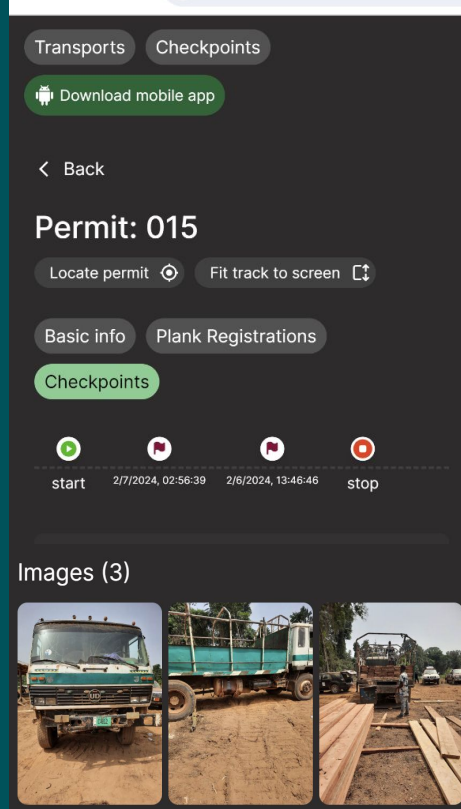 Transports Checkpoints
Download mobile app
Back
Permit: 015
Locate permit Fit track to screen
Basic info Plank Registrations
Checkpoints
start 2/7/2024, 02:56:39 2/6/2024, 13:46:46 stop
Images (3)
UD